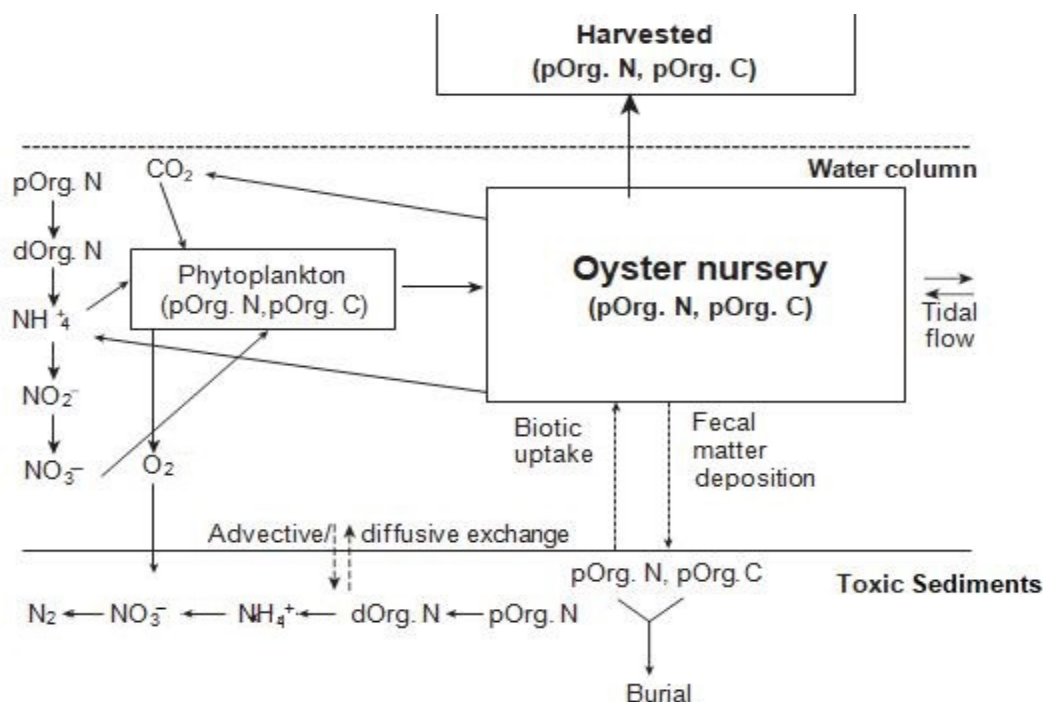 Harvested
(pOrg. N, pOrg. C)
Water column
pOrg. N
CO₂
dOrg. N
Phytoplankton
(pOrg. N,pOrg. C)
Oyster nursery
(pOrg. N, pOrg. C)
NH₄⁺
Tidal
flow
NO₂⁻
NO₃⁻
O₂
Biotic
uptake
Fecal
matter
deposition
Advective/ diffusive exchange
pOrg. N, pOrg. C
Toxic Sediments
N₂ NO₃⁻ NH₄⁺ dOrg. N pOrg. N
Burial